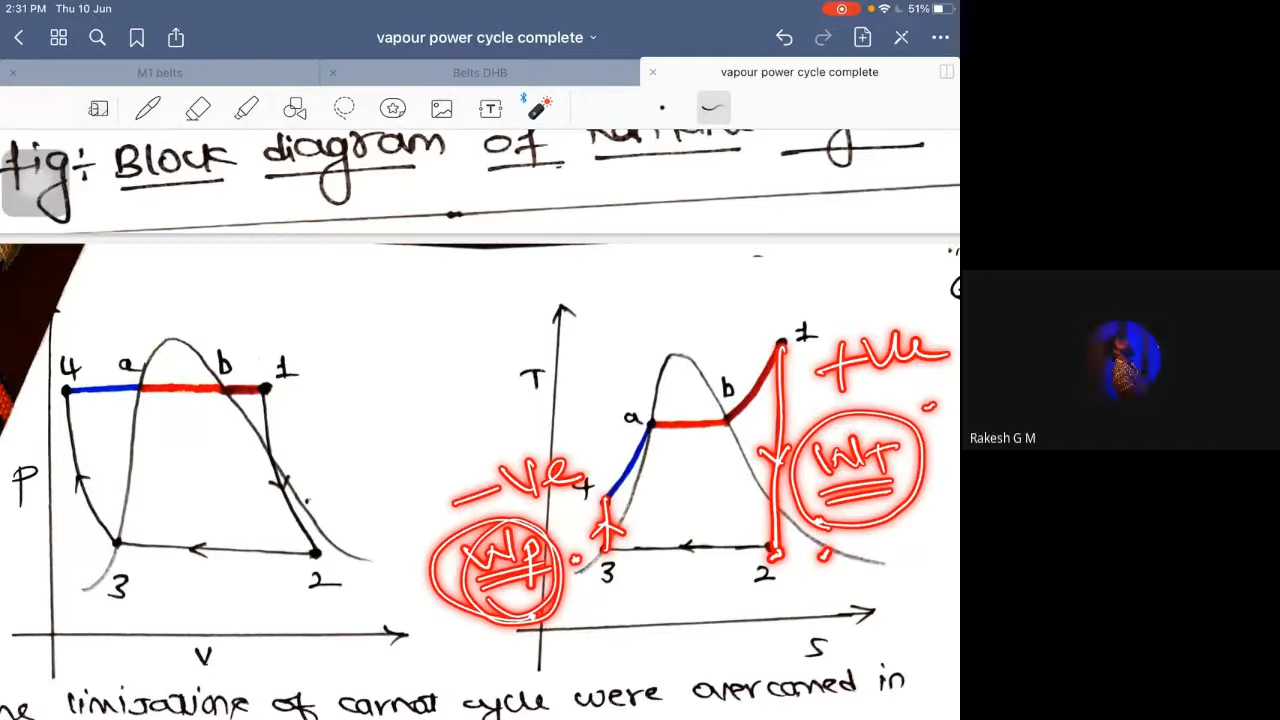 2:31 PM Thu 10 Jun
51%
vapour power cycle complete
M1 belts
Belts DHB
vapour power cycle complete
fig:- Block diagram of
4 a b 1
P
3 2
V
T
1
b
a
4
3 2
S
+ve
WT
-ve
Wp
limitations of carnot cycle were overcomed in
Rakesh G M